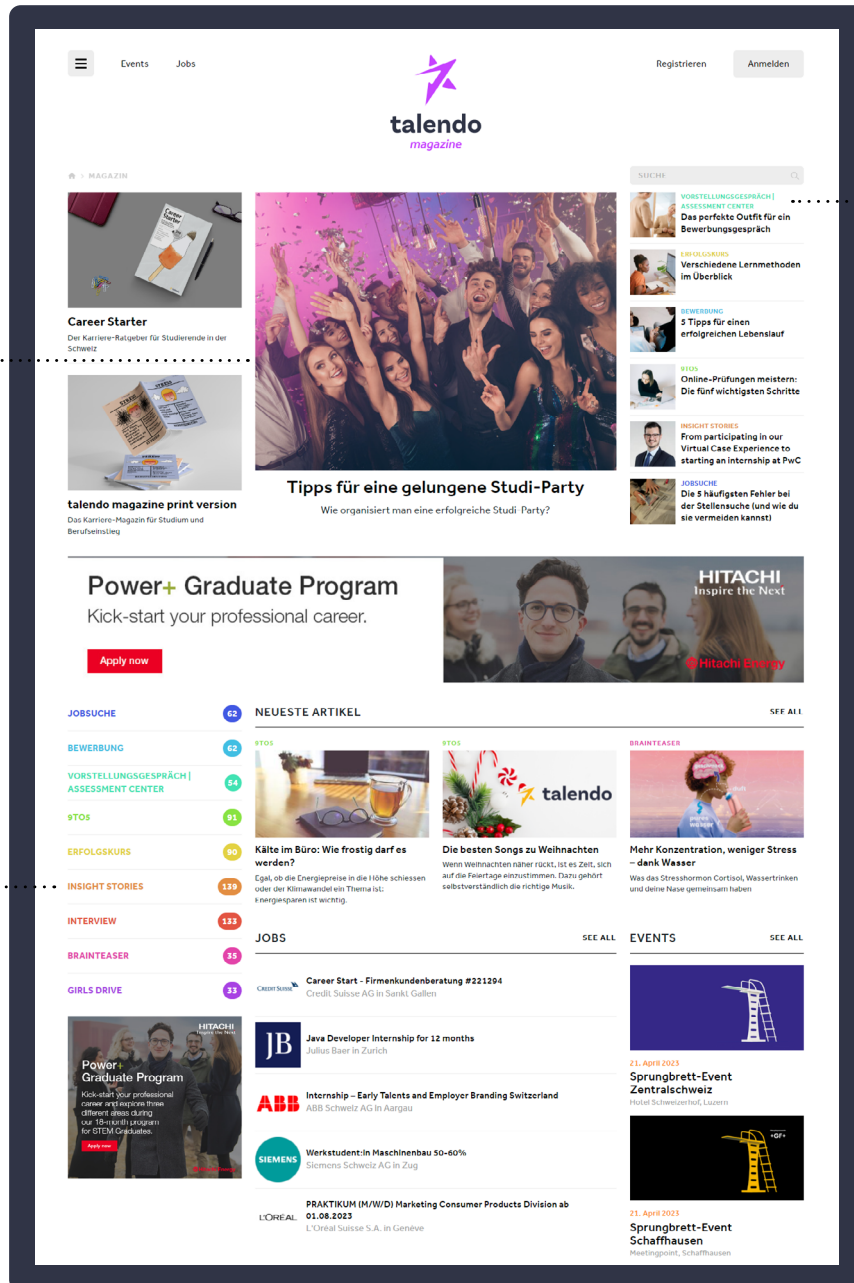 Events
Jobs
Registrieren
Anmelden
talendo
magazine
> MAGAZIN
SUCHE
Career
Starter
Career Starter
Der Karriere-Ratgeber für Studierende in der
Schweiz
talendo magazine print version
Das Karriere-Magazin für Studium und
Berufseinstieg
Tipps für eine gelungene Studi-Party
Wie organisiert man eine erfolgreiche Studi-Party?
VORSTELLUNGSGESPRÄCH |
ASSESSMENT CENTER
Das perfekte Outfit für ein
Bewerbungsgespräch
ERFOLGSKURS
Verschiedene Lernmethoden
im Überblick
BEWERBUNG
5 Tipps für einen
erfolgreichen Lebenslauf
9TO5
Online-Prüfungen meistern:
Die fünf wichtigsten Schritte
INSIGHT STORIES
From participating in our
Virtual Case Experience to
starting an internship at PwC
JOBSUCHE
Die 5 häufigsten Fehler bei
der Stellensuche (und wie du
sie vermeiden kannst)
Power+ Graduate Program
Kick-start your professional career.
Apply now
HITACHI
Inspire the Next
Hitachi Energy
JOBSUCHE 62
BEWERBUNG 62
VORSTELLUNGSGESPRÄCH |
ASSESSMENT CENTER 54
9TO5 91
ERFOLGSKURS 90
INSIGHT STORIES 139
INTERVIEW 133
BRAINTEASER 35
GIRLS DRIVE 33
HITACHI
Inspire the Next
Power+
Graduate Program
Kick-start your professional
career and explore three
different areas during
our 18-month program
for STEM Graduates.
Apply now
NEUESTE ARTIKEL
SEE ALL
9TO5
Kälte im Büro: Wie frostig darf es
werden?
Egal, ob die Energiepreise in die Höhe schiessen
oder der Klimawandel ein Thema ist:
Energiesparen ist wichtig.
9TO5
talendo
Die besten Songs zu Weihnachten
Wenn Weihnachten näher rückt, ist es Zeit, sich
auf die Feiertage einzustimmen. Dazu gehört
selbstverständlich die richtige Musik.
BRAINTEASER
Mehr Konzentration, weniger Stress
– dank Wasser
Was das Stresshormon Cortisol, Wassertrinken
und deine Nase gemeinsam haben
JOBS
SEE ALL
CREDIT SUISSE
Career Start - Firmenkundenberatung #221294
Credit Suisse AG in Sankt Gallen
JB
Java Developer Internship for 12 months
Julius Baer in Zurich
ABB
Internship – Early Talents and Employer Branding Switzerland
ABB Schweiz AG in Aargau
SIEMENS
Werkstudent:in Maschinenbau 50-60%
Siemens Schweiz AG in Zug
L'ORÉAL
PRAKTIKUM (M/W/D) Marketing Consumer Products Division ab
01.08.2023
L'Oréal Suisse S.A. in Genève
EVENTS
SEE ALL
21. April 2023
Sprungbrett-Event
Zentralschweiz
Hotel Schweizerhof, Luzern
+GF+
21. April 2023
Sprungbrett-Event
Schaffhausen
Meetingpoint, Schaffhausen